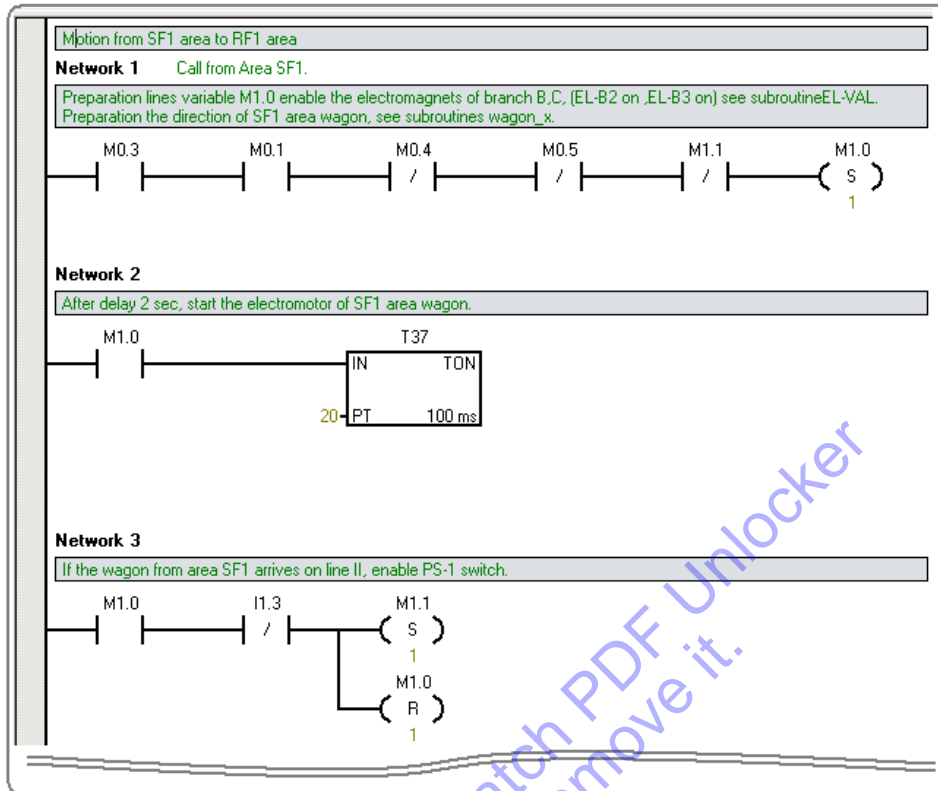 Motion from SF1 area to RF1 area
Network 1 Call from Area SF1.
Preparation lines variable M1.0 enable the electromagnets of branch B,C, (EL-B2 on ,EL-B3 on) see subroutineEL-VAL.
Preparation the direction of SF1 area wagon, see subroutines wagon_x.
M0.3 M0.1 M0.4 M0.5 M1.1 M1.0
/ / / S
1
Network 2
After delay 2 sec, start the electromotor of SF1 area wagon.
M1.0 T37
IN TON
20 PT 100 ms
Network 3
If the wagon from area SF1 arrives on line II, enable PS-1 switch.
M1.0 I1.3 M1.1
/ S
1
M1.0
R
1
PDF Unlocker